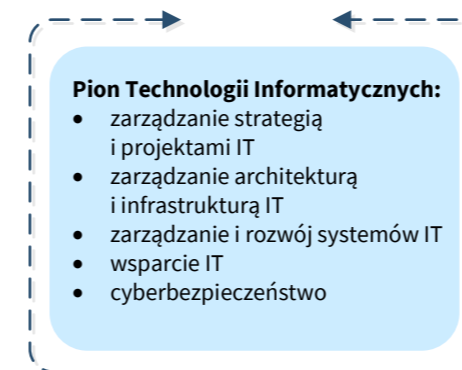 Pion Technologii Informatycznych:
• zarządzanie strategią
i projektami IT
• zarządzanie architekturą
i infrastrukturą IT
• zarządzanie i rozwój systemów IT
• wsparcie IT
• cyberbezpieczeństwo